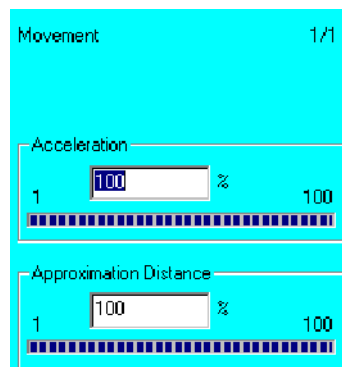 Movement 1/1
Acceleration
100 %
1 100
Approximation Distance
100 %
1 100